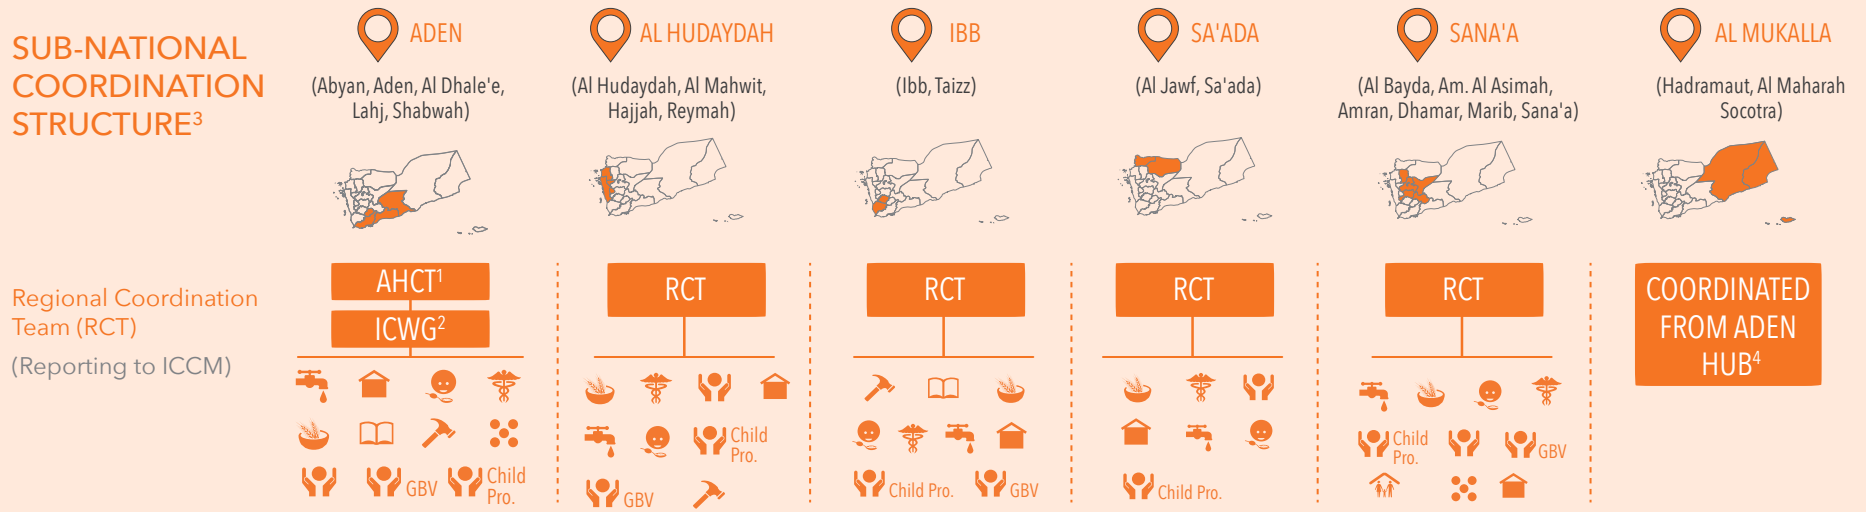 SUB-NATIONAL
COORDINATION
STRUCTURE³
ADEN
(Abyan, Aden, Al Dhale'e,
Lahj, Shabwah)
AL HUDAYDAH
(Al Hudaydah, Al Mahwit,
Hajjah, Reymah)
IBB
(Ibb, Taizz)
SA'ADA
(Al Jawf, Sa'ada)
SANA'A
(Al Bayda, Am. Al Asimah,
Amran, Dhamar, Marib, Sana'a)
AL MUKALLA
(Hadramaut, Al Maharah
Socotra)
Regional Coordination
Team (RCT)
(Reporting to ICCM)
AHCT¹
ICWG²
GBV
Child
Pro.
RCT
Child
Pro.
GBV
RCT
Child Pro.
GBV
RCT
Child Pro.
RCT
Child
Pro.
GBV
COORDINATED
FROM ADEN
HUB⁴